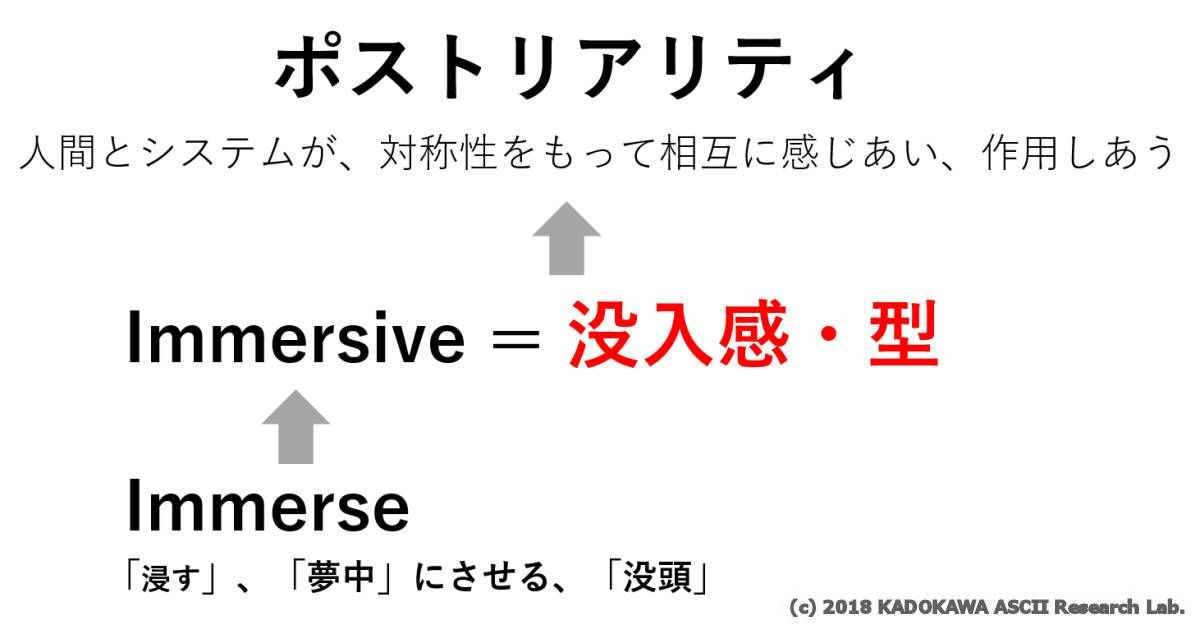 ポストリアリティ
人間とシステムが、対称性をもって相互に感じあい、作用しあう
Immersive ＝ 没入感・型
Immerse
「浸す」、「夢中」にさせる、「没頭」
(c) 2018 KADOKAWA ASCII Research Lab.